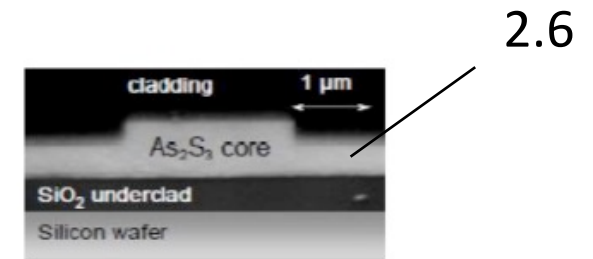 2.6
cladding 1 μm
As₂S₃ core
SiO₂ underclad
Silicon wafer